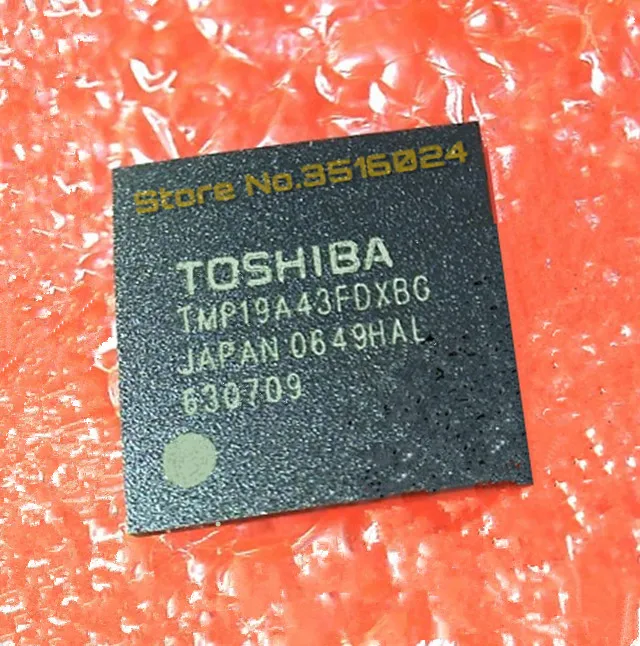 Store No.3516024
TOSHIBA
TMP19A43FDXBG
JAPAN 0649HAL
630709